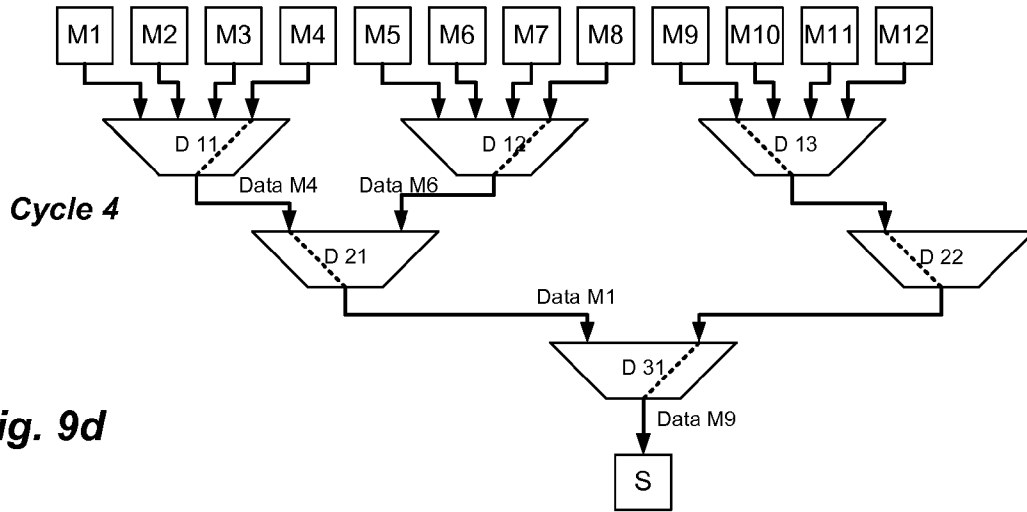 M1 M2 M3 M4 M5 M6 M7 M8 M9 M10 M11 M12
D 11 D 12 D 13
Data M4 Data M6
Cycle 4
D 21 D 22
Data M1
D 31
ig. 9d
Data M9
S